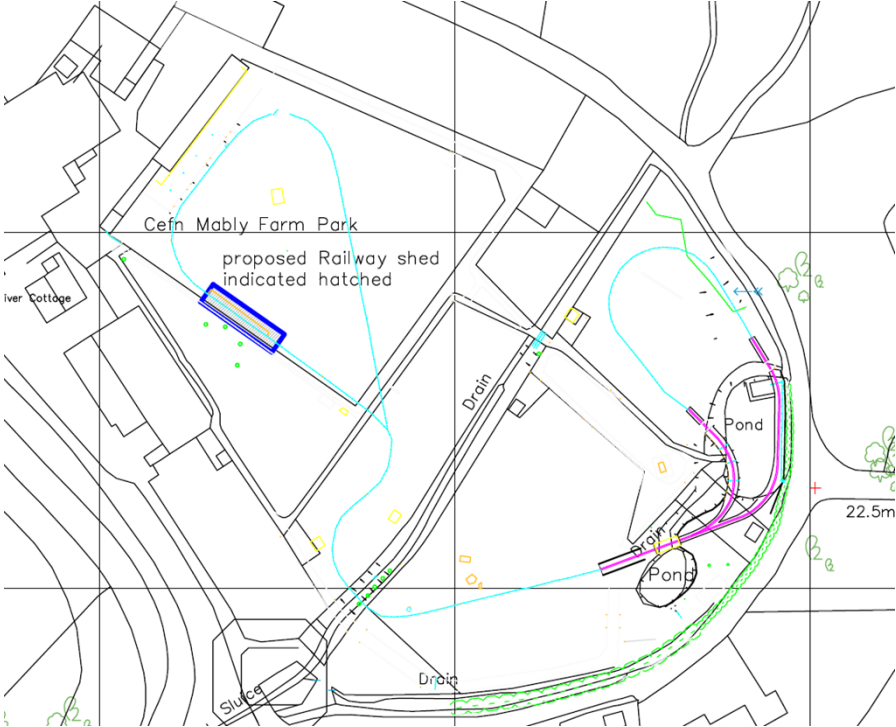 Cefn Mably Farm Park
proposed Railway shed
indicated hatched
iver Cottage
Drain
Pond
22.5m
Drain
Pond
Drain
Sluice